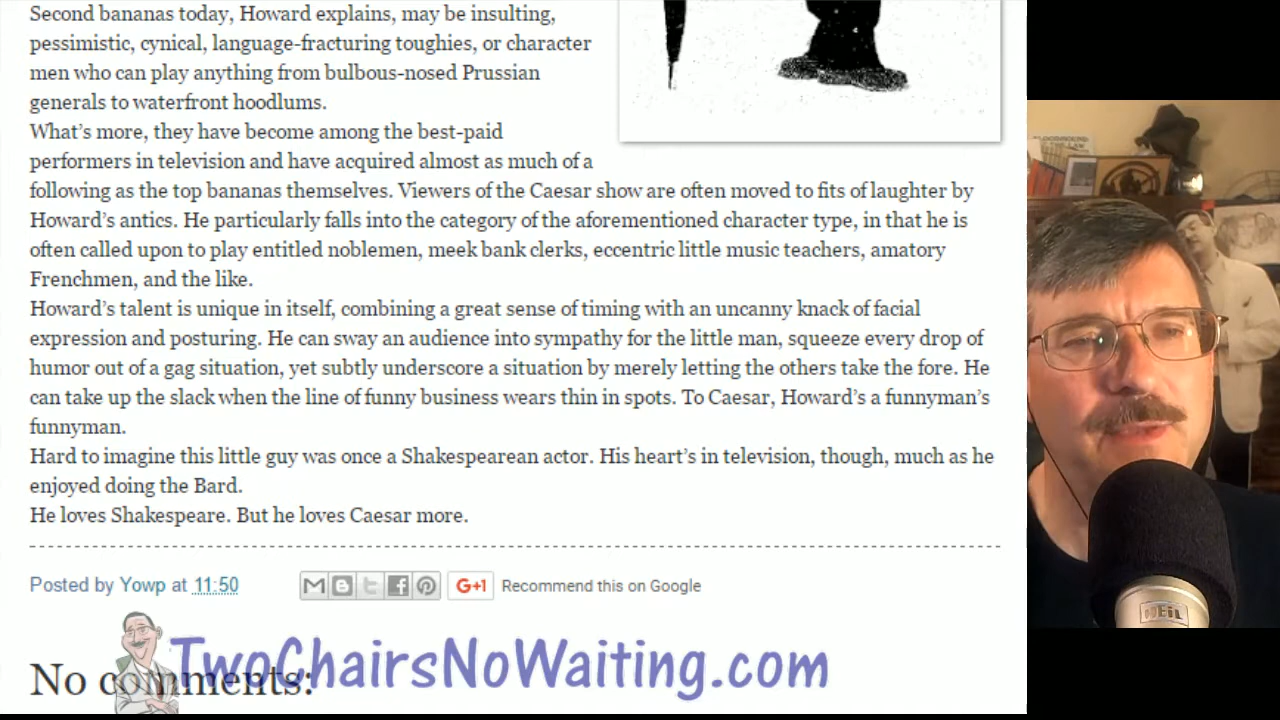 Second bananas today, Howard explains, may be insulting,
pessimistic, cynical, language-fracturing toughies, or character
men who can play anything from bulbous-nosed Prussian
generals to waterfront hoodlums.
What's more, they have become among the best-paid
performers in television and have acquired almost as much of a
following as the top bananas themselves. Viewers of the Caesar show are often moved to fits of laughter by
Howard's antics. He particularly falls into the category of the aforementioned character type, in that he is
often called upon to play entitled noblemen, meek bank clerks, eccentric little music teachers, amatory
Frenchmen, and the like.
Howard's talent is unique in itself, combining a great sense of timing with an uncanny knack of facial
expression and posturing. He can sway an audience into sympathy for the little man, squeeze every drop of
humor out of a gag situation, yet subtly underscore a situation by merely letting the others take the fore. He
can take up the slack when the line of funny business wears thin in spots. To Caesar, Howard's a funnyman's
funnyman.
Hard to imagine this little guy was once a Shakespearean actor. His heart's in television, though, much as he
enjoyed doing the Bard.
He loves Shakespeare. But he loves Caesar more.
Posted by Yowp at 11:50
G+1 Recommend this on Google
TwoChairsNoWaiting.com
No comments:
HEiL